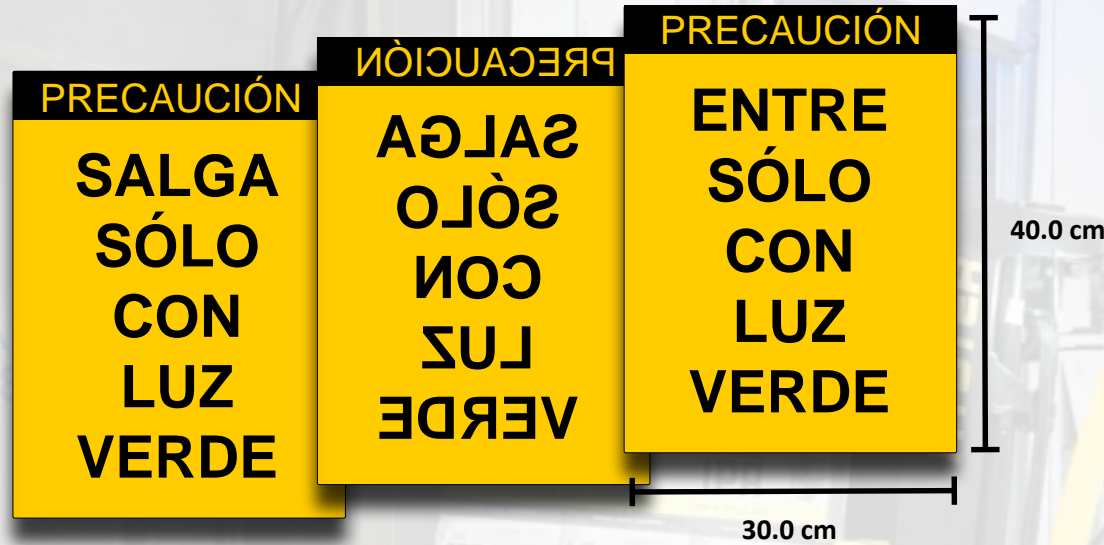 PRECAUCIÓN
SALGA
SÓLO
CON
LUZ
VERDE
PRECAUCIÓN
SALGA
SÓLO
CON
LUZ
VERDE
PRECAUCIÓN
ENTRE
SÓLO
CON
LUZ
VERDE
40.0 cm
30.0 cm